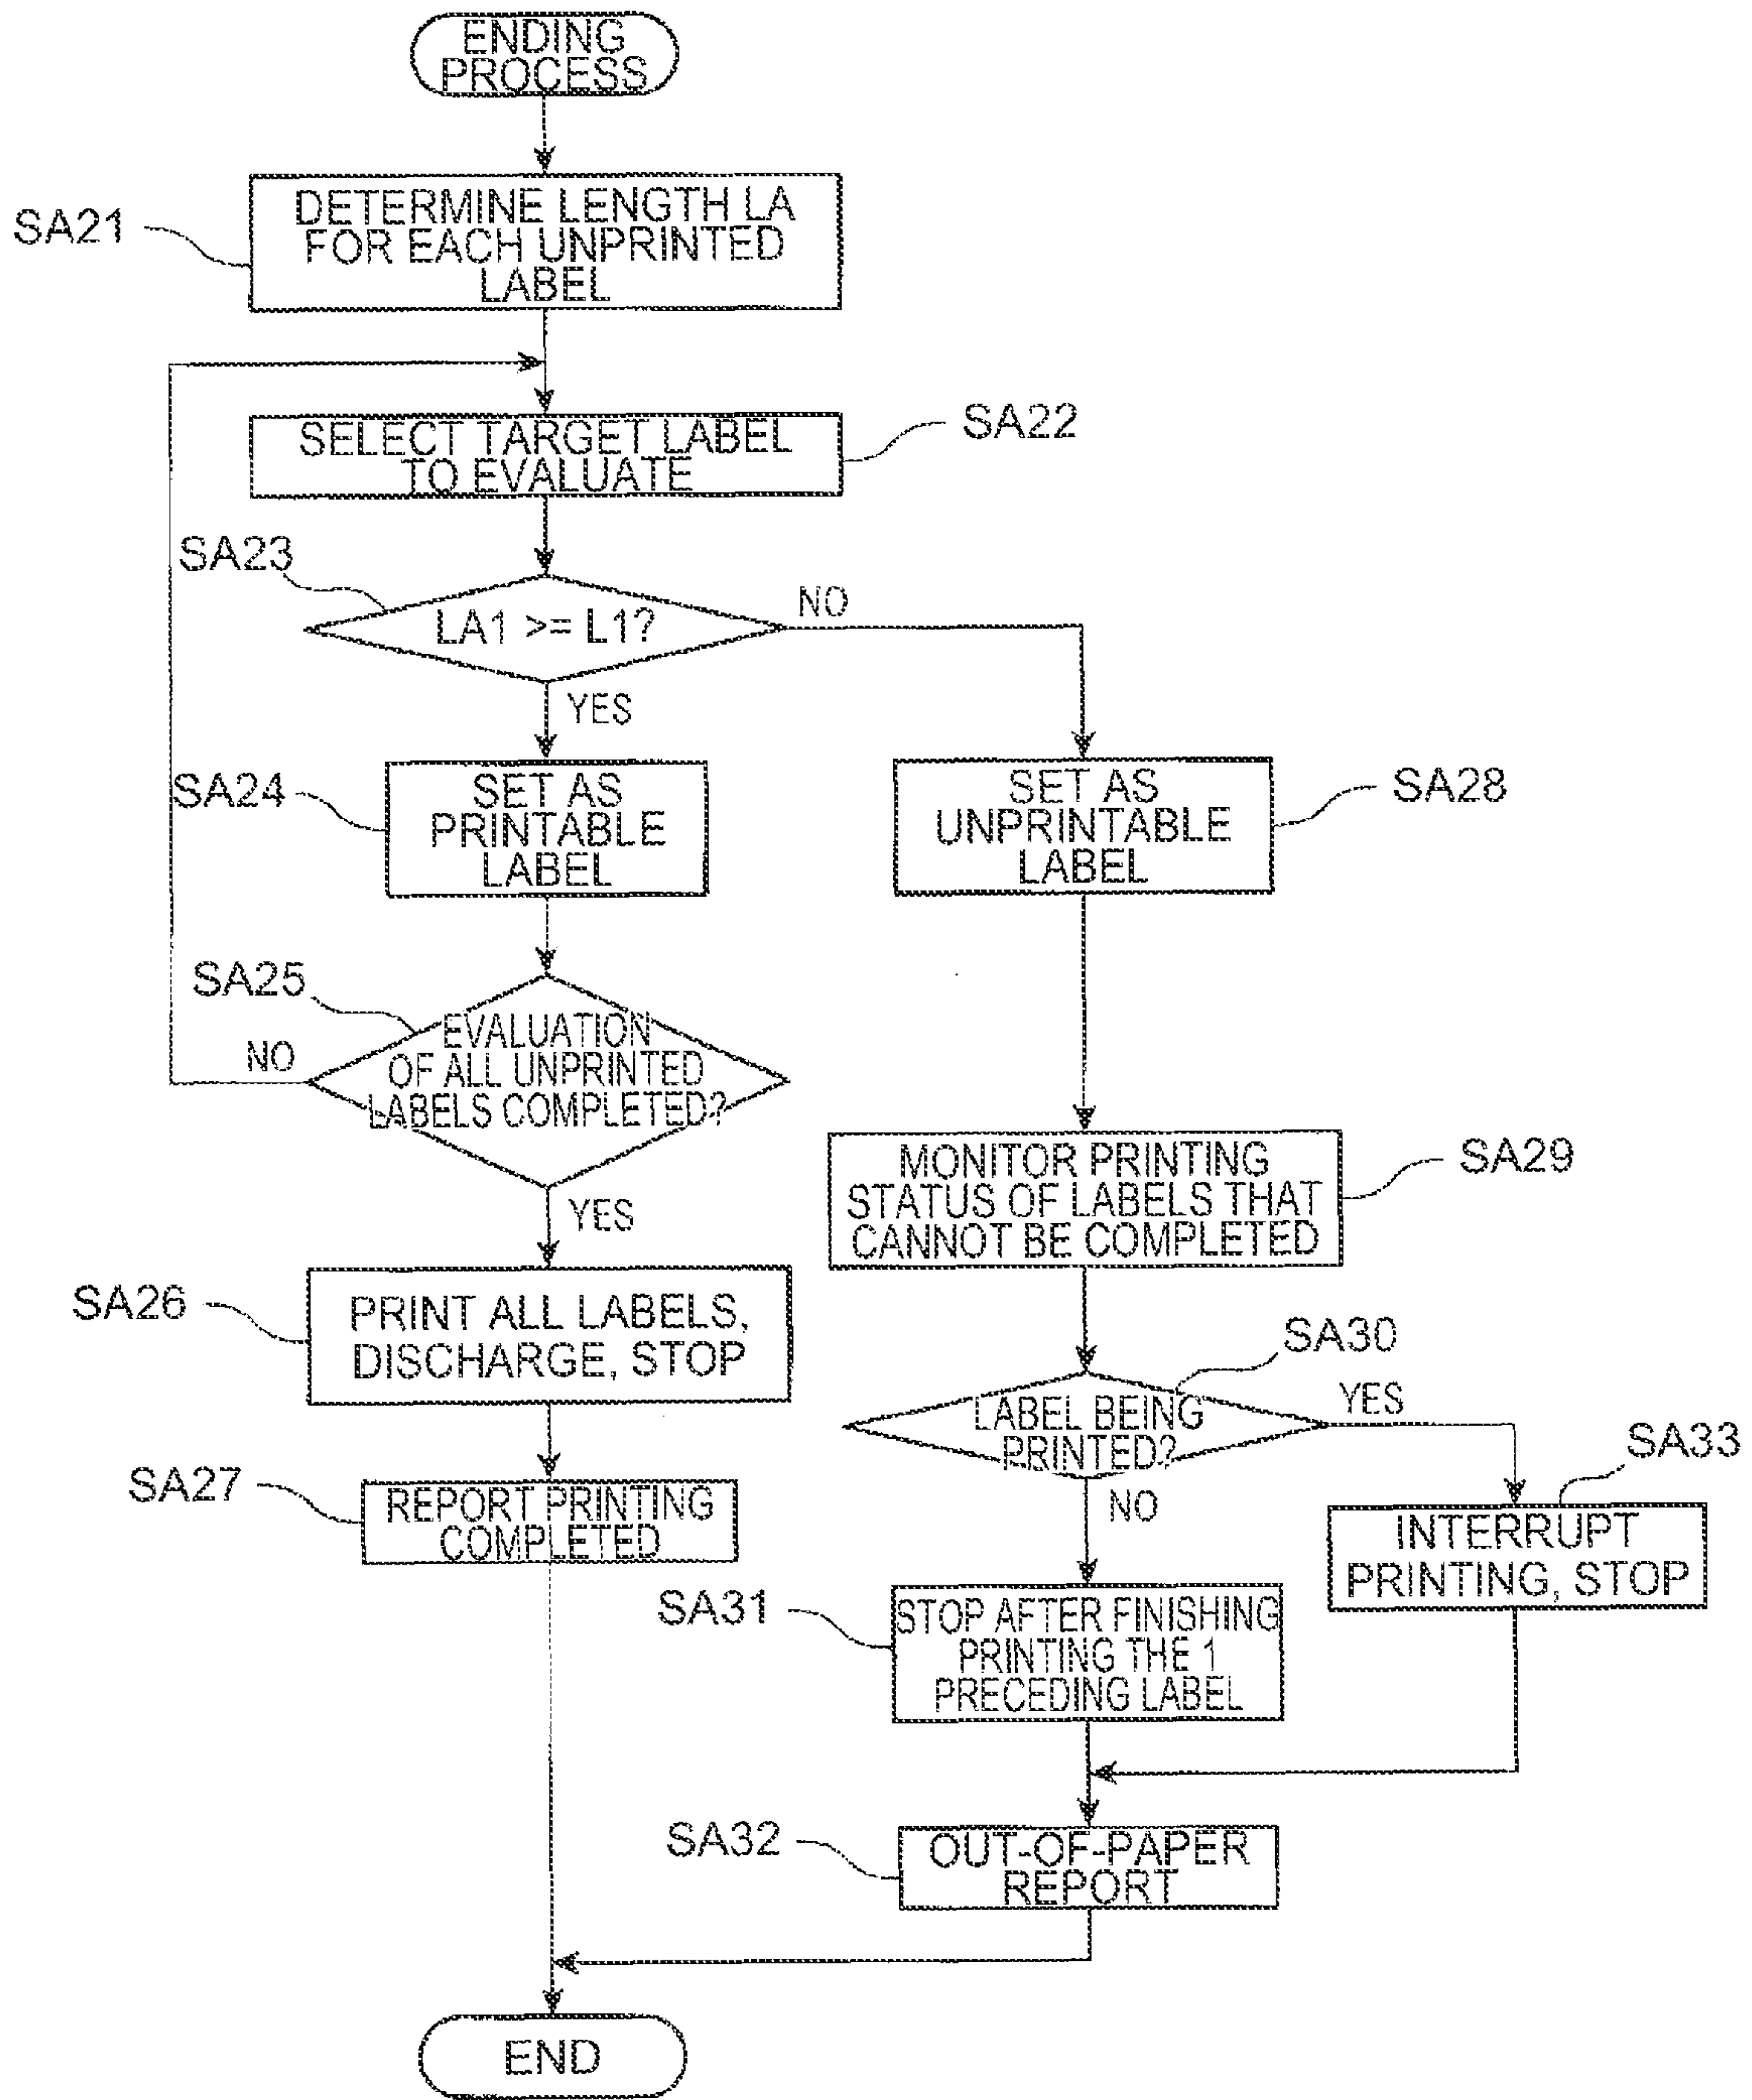 ENDING
PROCESS
SA21
DETERMINE LENGTH LA
FOR EACH UNPRINTED
LABEL
SELECT TARGET LABEL
TO EVALUATE
SA22
SA23
LA1 >= L1?
NO
YES
SA24
SET AS
PRINTABLE
LABEL
SET AS
UNPRINTABLE
LABEL
SA28
SA25
EVALUATION
OF ALL UNPRINTED
LABELS COMPLETED?
NO
YES
MONITOR PRINTING
STATUS OF LABELS THAT
CANNOT BE COMPLETED
SA29
SA26
PRINT ALL LABELS,
DISCHARGE, STOP
SA30
LABEL BEING
PRINTED?
YES
NO
SA33
INTERRUPT
PRINTING, STOP
SA27
REPORT PRINTING
COMPLETED
SA31
STOP AFTER FINISHING
PRINTING THE 1
PRECEDING LABEL
SA32
OUT-OF-PAPER
REPORT
END